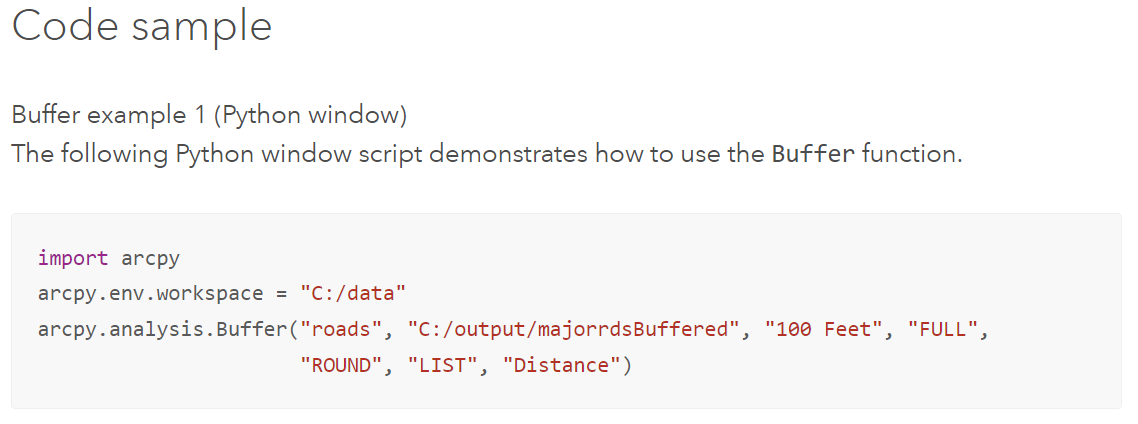 Code sample
Buffer example 1 (Python window)
The following Python window script demonstrates how to use the Buffer function.
import arcpy
arcpy.env.workspace = "C:/data"
arcpy.analysis.Buffer("roads", "C:/output/majorrdsBuffered", "100 Feet", "FULL",
"ROUND", "LIST", "Distance")